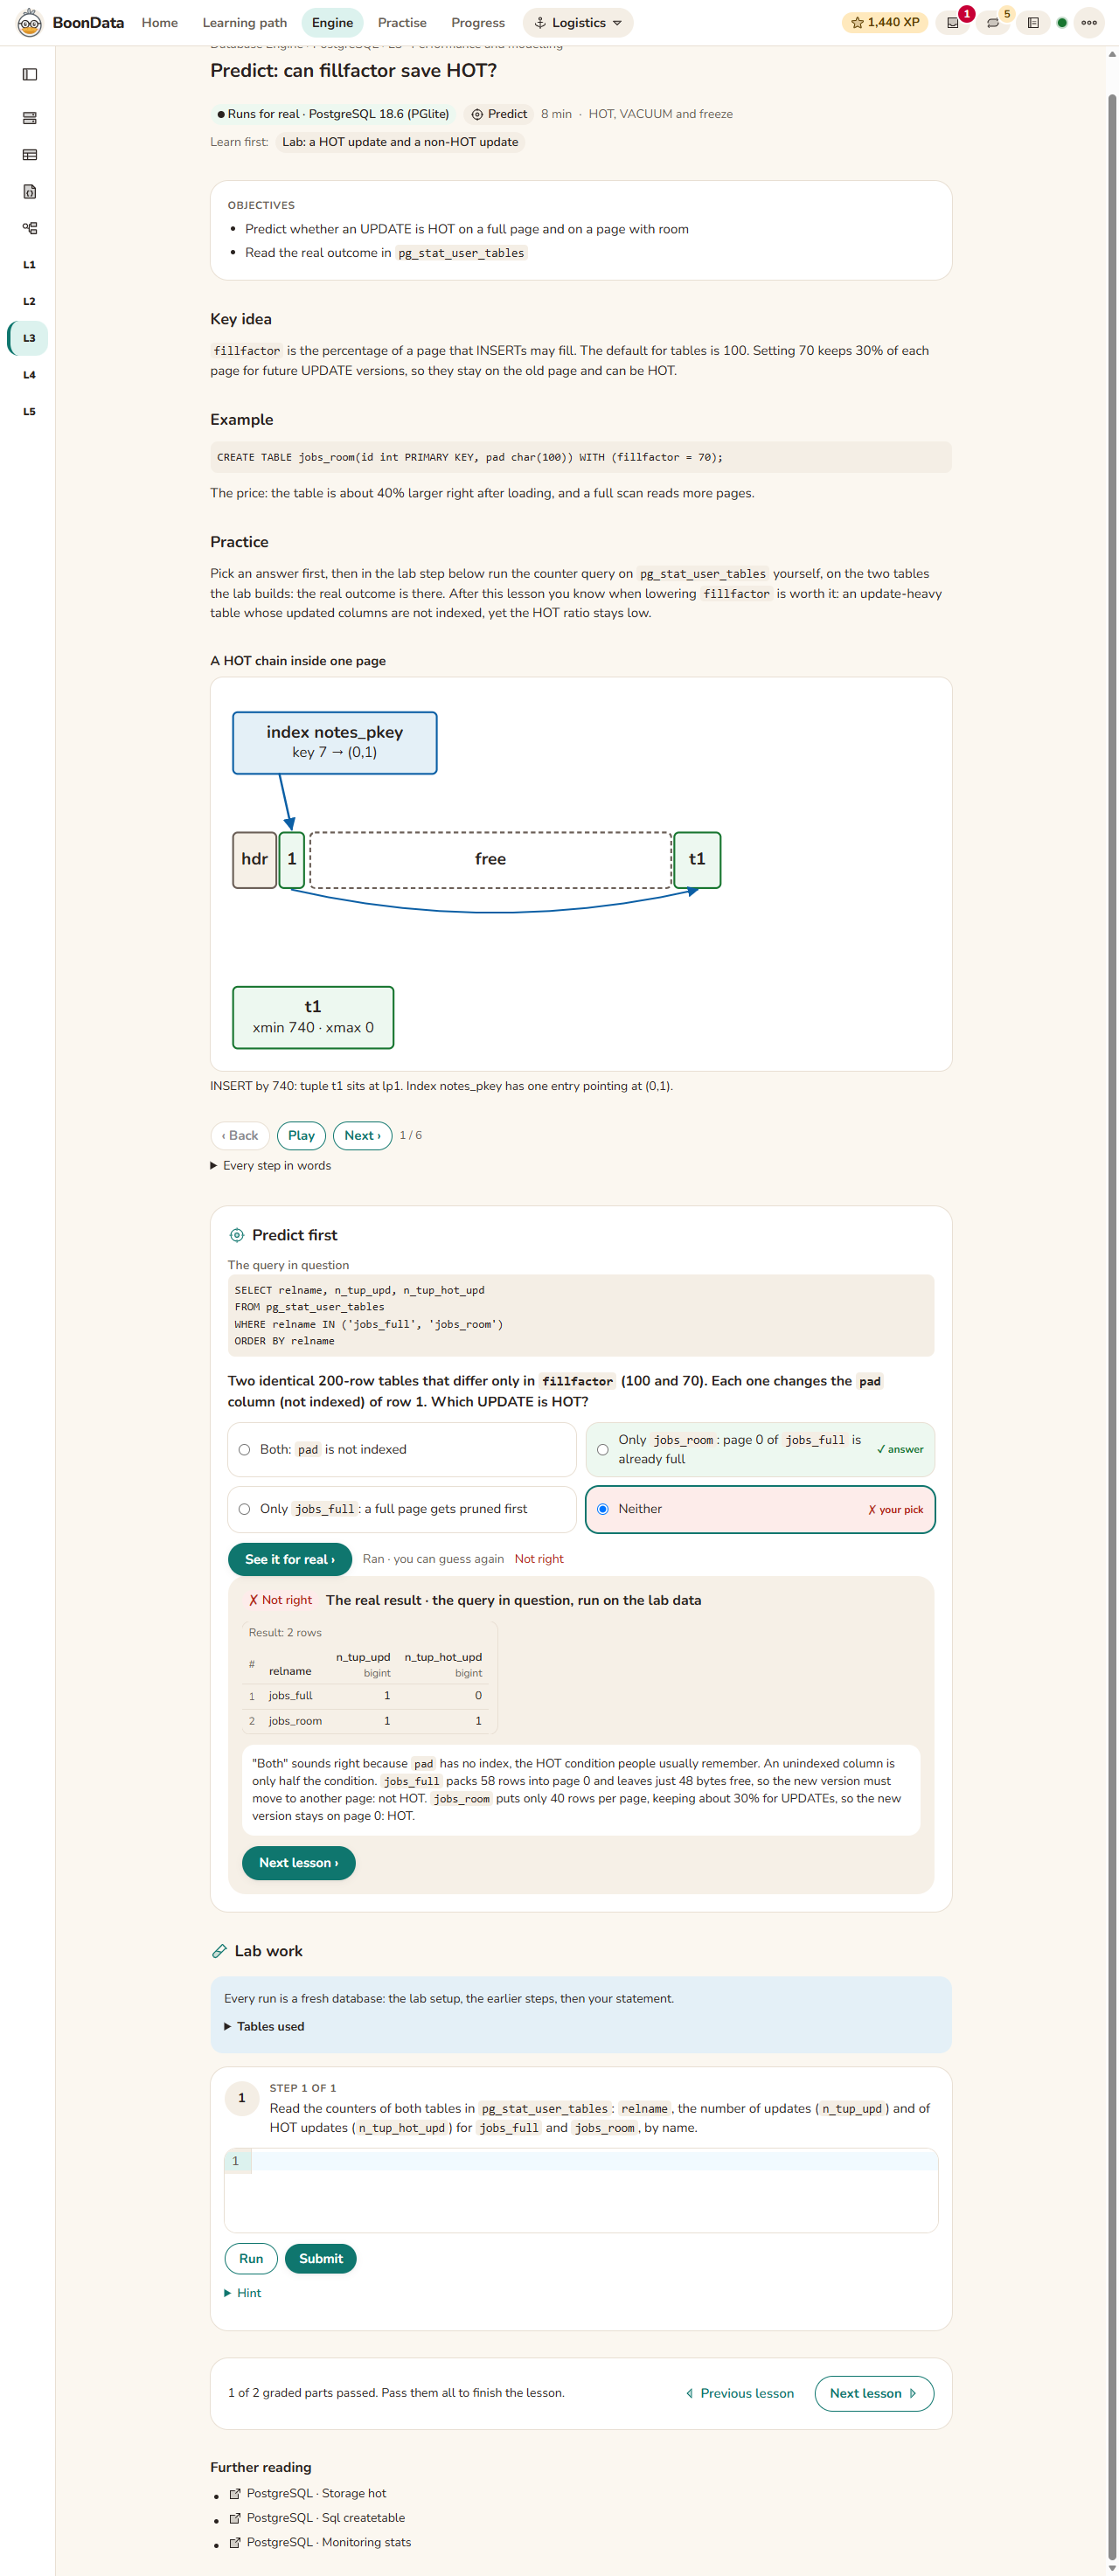 BoonData
Home
Learning path
Engine
Practise
Progress
Logistics
1,440 XP
1
5
Database Engine · PostgreSQL · L3 · Performance and modelling
Predict: can fillfactor save HOT?
Runs for real · PostgreSQL 18.6 (PGlite)
Predict
8 min · HOT, VACUUM and freeze
Learn first:
Lab: a HOT update and a non-HOT update
L1
L2
L3
L4
L5
OBJECTIVES
Predict whether an UPDATE is HOT on a full page and on a page with room
Read the real outcome in pg_stat_user_tables
Key idea
fillfactor is the percentage of a page that INSERTs may fill. The default for tables is 100. Setting 70 keeps 30% of each
page for future UPDATE versions, so they stay on the old page and can be HOT.
Example
CREATE TABLE jobs_room(id int PRIMARY KEY, pad char(100)) WITH (fillfactor = 70);
The price: the table is about 40% larger right after loading, and a full scan reads more pages.
Practice
Pick an answer first, then in the lab step below run the counter query on pg_stat_user_tables yourself, on the two tables
the lab builds: the real outcome is there. After this lesson you know when lowering fillfactor is worth it: an update-heavy
table whose updated columns are not indexed, yet the HOT ratio stays low.
A HOT chain inside one page
index notes_pkey
key 7 → (0,1)
hdr
1
free
t1
t1
xmin 740 · xmax 0
INSERT by 740: tuple t1 sits at lp1. Index notes_pkey has one entry pointing at (0,1).
‹ Back
Play
Next ›
1 / 6
Every step in words
Predict first
The query in question
SELECT relname, n_tup_upd, n_tup_hot_upd
FROM pg_stat_user_tables
WHERE relname IN ('jobs_full', 'jobs_room')
ORDER BY relname
Two identical 200-row tables that differ only in fillfactor (100 and 70). Each one changes the pad
column (not indexed) of row 1. Which UPDATE is HOT?
Both: pad is not indexed
Only jobs_room: page 0 of jobs_full is
already full
✓ answer
Only jobs_full: a full page gets pruned first
Neither
✗ your pick
See it for real ›
Ran · you can guess again
Not right
✗ Not right
The real result · the query in question, run on the lab data
Result: 2 rows
# relname n_tup_upd bigint n_tup_hot_upd bigint
1 jobs_full 1 0
2 jobs_room 1 1
"Both" sounds right because pad has no index, the HOT condition people usually remember. An unindexed column is
only half the condition. jobs_full packs 58 rows into page 0 and leaves just 48 bytes free, so the new version must
move to another page: not HOT. jobs_room puts only 40 rows per page, keeping about 30% for UPDATEs, so the new
version stays on page 0: HOT.
Next lesson ›
Lab work
Every run is a fresh database: the lab setup, the earlier steps, then your statement.
Tables used
1
STEP 1 OF 1
Read the counters of both tables in pg_stat_user_tables: relname, the number of updates (n_tup_upd) and of
HOT updates (n_tup_hot_upd) for jobs_full and jobs_room, by name.
1
Run
Submit
Hint
1 of 2 graded parts passed. Pass them all to finish the lesson.
Previous lesson
Next lesson
Further reading
PostgreSQL · Storage hot
PostgreSQL · Sql createtable
PostgreSQL · Monitoring stats